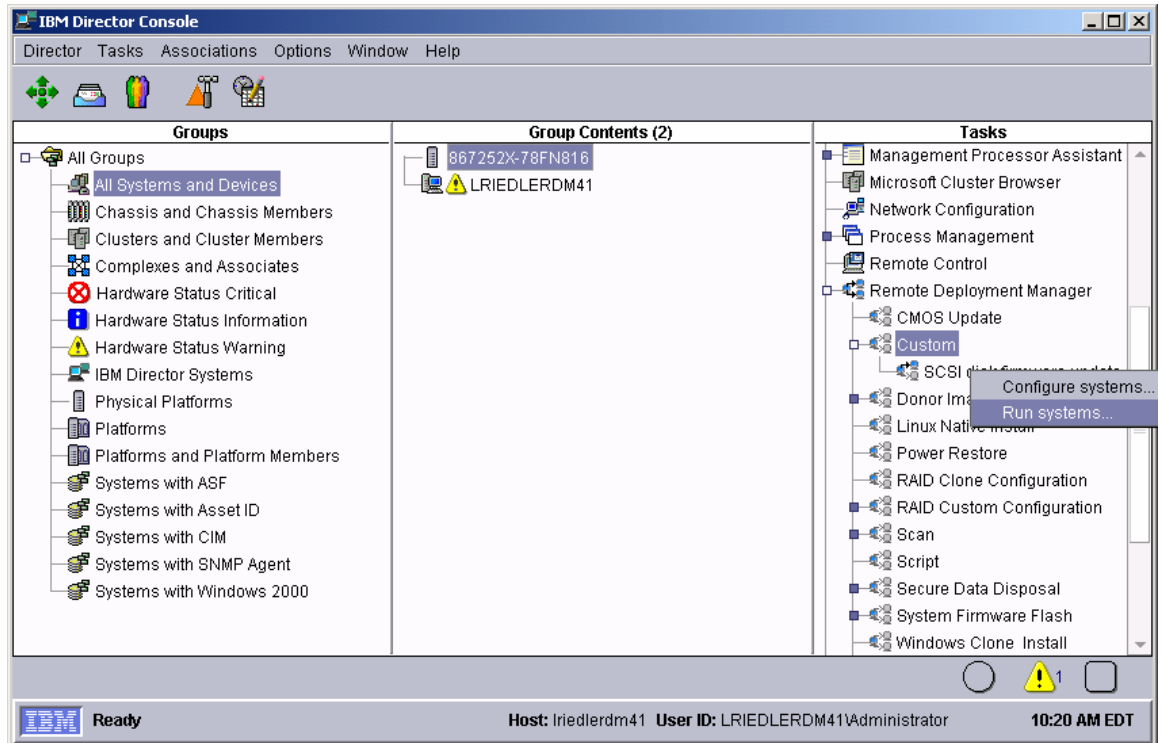 IBM Director Console
Director Tasks Associations Options Window Help
Groups
All Groups
All Systems and Devices
Chassis and Chassis Members
Clusters and Cluster Members
Complexes and Associates
Hardware Status Critical
Hardware Status Information
Hardware Status Warning
IBM Director Systems
Physical Platforms
Platforms
Platforms and Platform Members
Systems with ASF
Systems with Asset ID
Systems with CIM
Systems with SNMP Agent
Systems with Windows 2000
Group Contents (2)
867252X-78FN816
LRIEDLERDM41
Tasks
Management Processor Assistant
Microsoft Cluster Browser
Network Configuration
Process Management
Remote Control
Remote Deployment Manager
CMOS Update
Custom
SCSI disk firmware update
Configure systems...
Run systems...
Donor Ima
Linux Native Install
Power Restore
RAID Clone Configuration
RAID Custom Configuration
Scan
Script
Secure Data Disposal
System Firmware Flash
Windows Clone Install
1
IBM Ready Host: lriedlerdm41 User ID: LRIEDLERDM41\Administrator 10:20 AM EDT